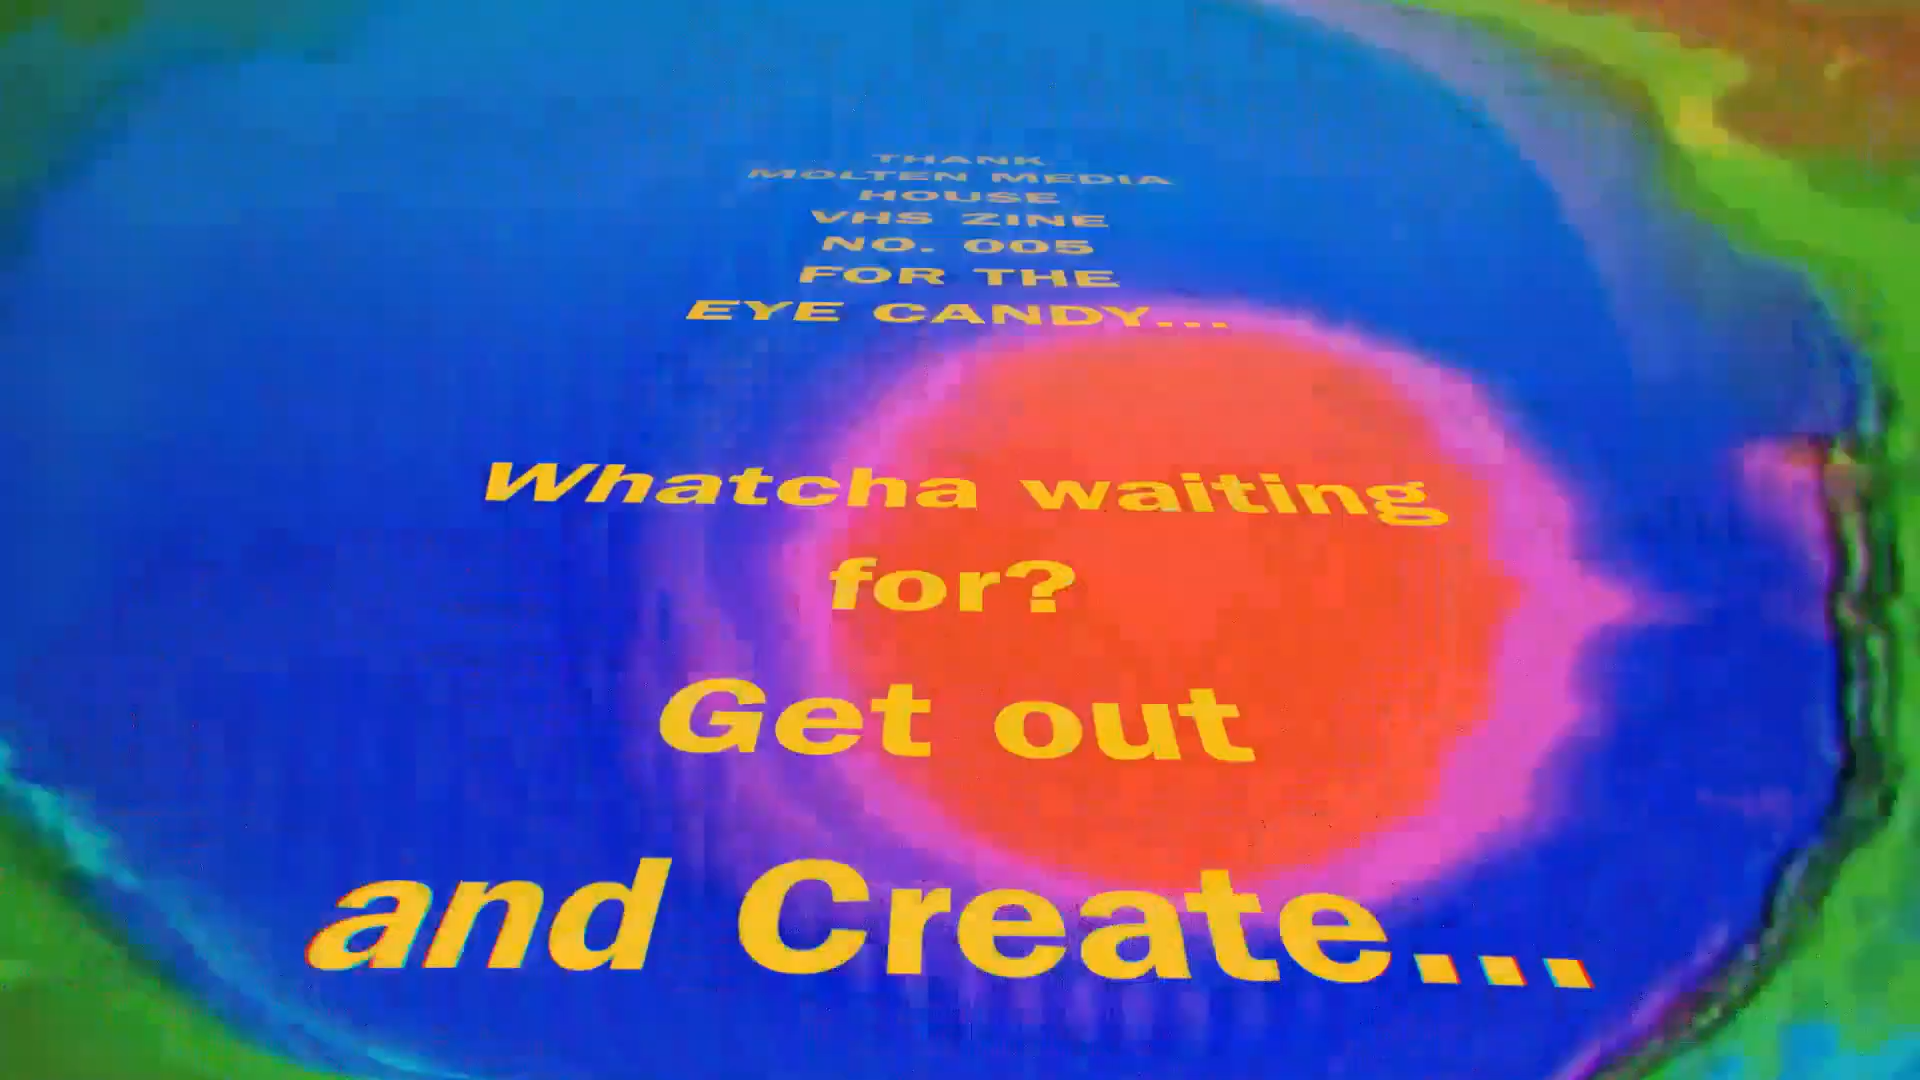 THANK
MOLTEN MEDIA
HOUSE
VHS ZINE
NO. 005
FOR THE
EYE CANDY...
Whatcha waiting
for?
Get out
and Create...